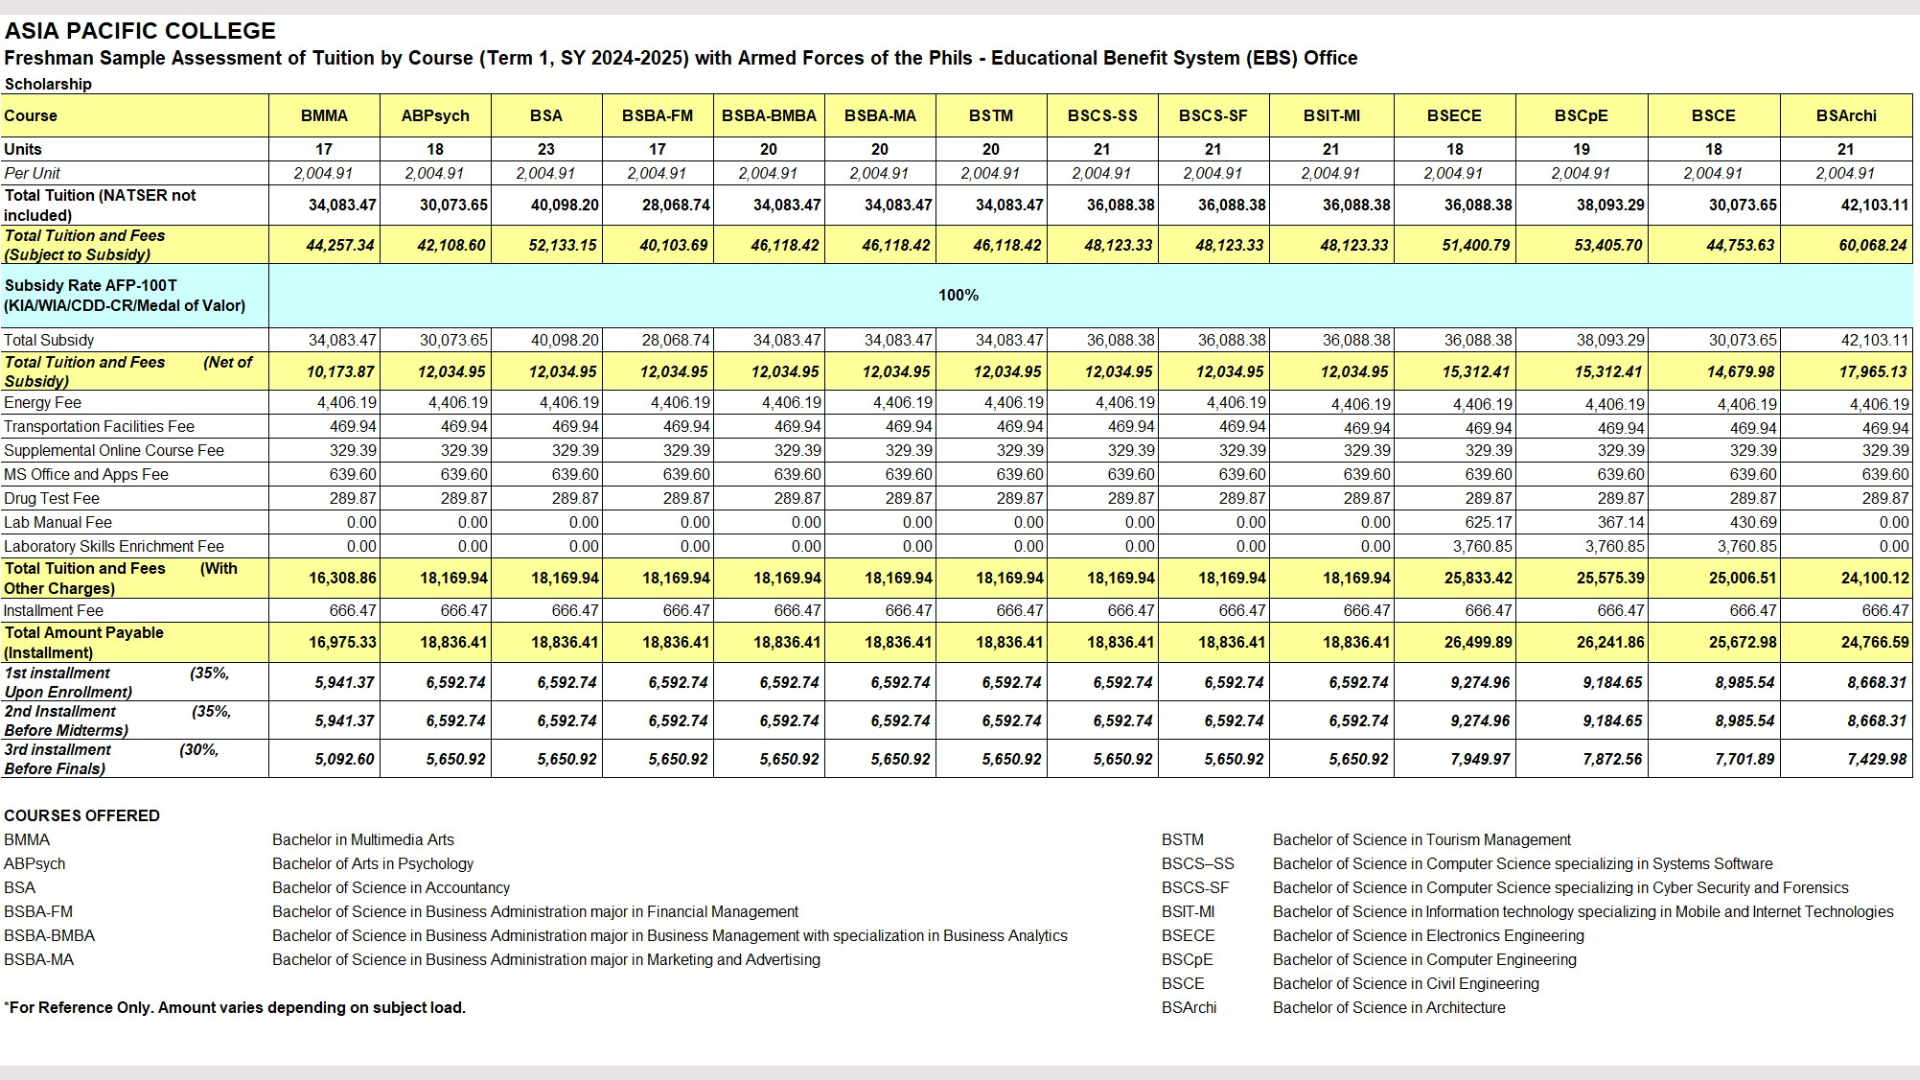 ASIA PACIFIC COLLEGE
Freshman Sample Assessment of Tuition by Course (Term 1, SY 2024-2025) with Armed Forces of the Phils - Educational Benefit System (EBS) Office
Scholarship
Course BMMA ABPsych BSA BSBA-FM BSBA-BMBA BSBA-MA BSTM BSCS-SS BSCS-SF BSIT-MI BSECE BSCpE BSCE BSArchi
Units 17 18 23 17 20 20 20 21 21 21 18 19 18 21
Per Unit 2,004.91 2,004.91 2,004.91 2,004.91 2,004.91 2,004.91 2,004.91 2,004.91 2,004.91 2,004.91 2,004.91 2,004.91 2,004.91 2,004.91
Total Tuition (NATSER not
included) 34,083.47 30,073.65 40,098.20 28,068.74 34,083.47 34,083.47 34,083.47 36,088.38 36,088.38 36,088.38 36,088.38 38,093.29 30,073.65 42,103.11
Total Tuition and Fees
(Subject to Subsidy) 44,257.34 42,108.60 52,133.15 40,103.69 46,118.42 46,118.42 46,118.42 48,123.33 48,123.33 48,123.33 51,400.79 53,405.70 44,753.63 60,068.24
Subsidy Rate AFP-100T
(KIA/WIA/CDD-CR/Medal of Valor) 100%
Total Subsidy 34,083.47 30,073.65 40,098.20 28,068.74 34,083.47 34,083.47 34,083.47 36,088.38 36,088.38 36,088.38 36,088.38 38,093.29 30,073.65 42,103.11
Total Tuition and Fees (Net of
Subsidy) 10,173.87 12,034.95 12,034.95 12,034.95 12,034.95 12,034.95 12,034.95 12,034.95 12,034.95 12,034.95 15,312.41 15,312.41 14,679.98 17,965.13
Energy Fee 4,406.19 4,406.19 4,406.19 4,406.19 4,406.19 4,406.19 4,406.19 4,406.19 4,406.19 4,406.19 4,406.19 4,406.19 4,406.19 4,406.19
Transportation Facilities Fee 469.94 469.94 469.94 469.94 469.94 469.94 469.94 469.94 469.94 469.94 469.94 469.94 469.94 469.94
Supplemental Online Course Fee 329.39 329.39 329.39 329.39 329.39 329.39 329.39 329.39 329.39 329.39 329.39 329.39 329.39 329.39
MS Office and Apps Fee 639.60 639.60 639.60 639.60 639.60 639.60 639.60 639.60 639.60 639.60 639.60 639.60 639.60 639.60
Drug Test Fee 289.87 289.87 289.87 289.87 289.87 289.87 289.87 289.87 289.87 289.87 289.87 289.87 289.87 289.87
Lab Manual Fee 0.00 0.00 0.00 0.00 0.00 0.00 0.00 0.00 0.00 0.00 625.17 367.14 430.69 0.00
Laboratory Skills Enrichment Fee 0.00 0.00 0.00 0.00 0.00 0.00 0.00 0.00 0.00 0.00 3,760.85 3,760.85 3,760.85 0.00
Total Tuition and Fees (With
Other Charges) 16,308.86 18,169.94 18,169.94 18,169.94 18,169.94 18,169.94 18,169.94 18,169.94 18,169.94 18,169.94 25,833.42 25,575.39 25,006.51 24,100.12
Installment Fee 666.47 666.47 666.47 666.47 666.47 666.47 666.47 666.47 666.47 666.47 666.47 666.47 666.47 666.47
Total Amount Payable
(Installment) 16,975.33 18,836.41 18,836.41 18,836.41 18,836.41 18,836.41 18,836.41 18,836.41 18,836.41 18,836.41 26,499.89 26,241.86 25,672.98 24,766.59
1st installment (35%,
Upon Enrollment) 5,941.37 6,592.74 6,592.74 6,592.74 6,592.74 6,592.74 6,592.74 6,592.74 6,592.74 6,592.74 9,274.96 9,184.65 8,985.54 8,668.31
2nd Installment (35%,
Before Midterms) 5,941.37 6,592.74 6,592.74 6,592.74 6,592.74 6,592.74 6,592.74 6,592.74 6,592.74 6,592.74 9,274.96 9,184.65 8,985.54 8,668.31
3rd installment (30%,
Before Finals) 5,092.60 5,650.92 5,650.92 5,650.92 5,650.92 5,650.92 5,650.92 5,650.92 5,650.92 5,650.92 7,949.97 7,872.56 7,701.89 7,429.98
COURSES OFFERED
BMMA Bachelor in Multimedia Arts
ABPsych Bachelor of Arts in Psychology
BSA Bachelor of Science in Accountancy
BSBA-FM Bachelor of Science in Business Administration major in Financial Management
BSBA-BMBA Bachelor of Science in Business Administration major in Business Management with specialization in Business Analytics
BSBA-MA Bachelor of Science in Business Administration major in Marketing and Advertising
*For Reference Only. Amount varies depending on subject load.
BSTM Bachelor of Science in Tourism Management
BSCS–SS Bachelor of Science in Computer Science specializing in Systems Software
BSCS-SF Bachelor of Science in Computer Science specializing in Cyber Security and Forensics
BSIT-MI Bachelor of Science in Information technology specializing in Mobile and Internet Technologies
BSECE Bachelor of Science in Electronics Engineering
BSCpE Bachelor of Science in Computer Engineering
BSCE Bachelor of Science in Civil Engineering
BSArchi Bachelor of Science in Architecture